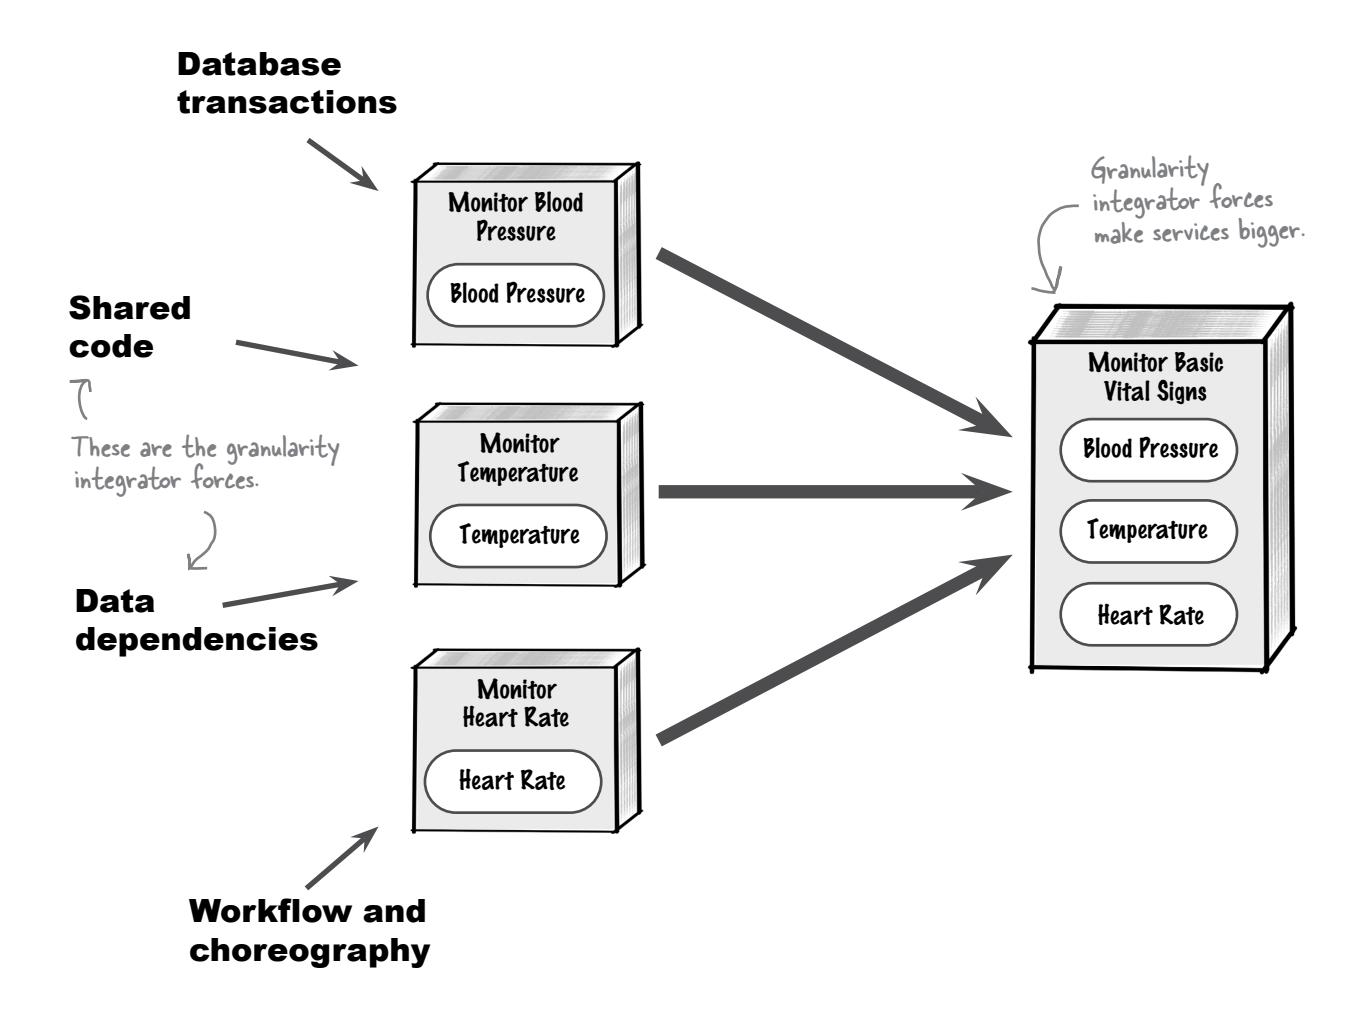 Database
transactions
Monitor Blood
Pressure
Blood Pressure
Granularity
integrator forces
make services bigger.
Shared
code
These are the granularity
integrator forces.
Monitor
Temperature
Temperature
Monitor Basic
Vital Signs
Blood Pressure
Temperature
Heart Rate
Data
dependencies
Monitor
Heart Rate
Heart Rate
Workflow and
choreography